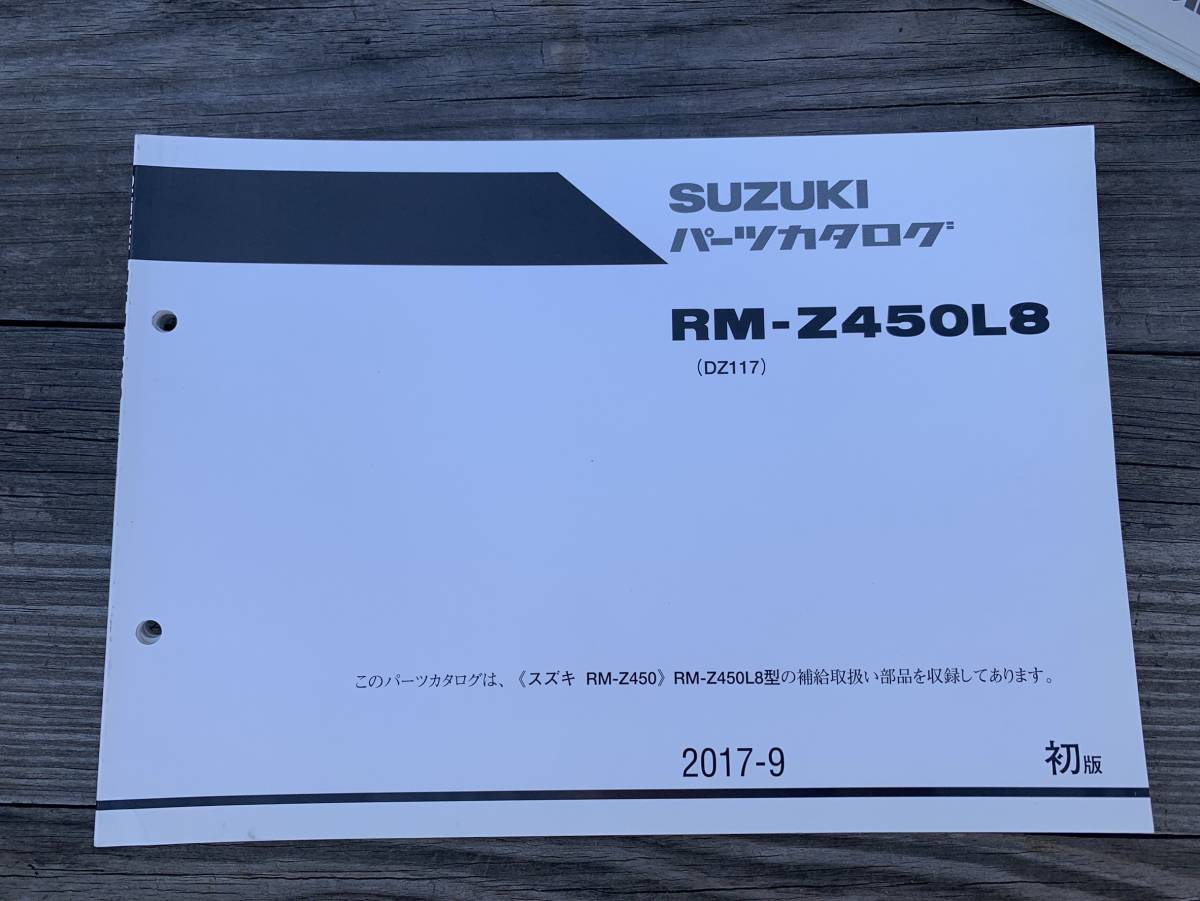 SUZUKI
パーツカタログ
RM-Z450L8
（DZ117）
このパーツカタログは、《スズキ RM-Z450》RM-Z450L8型の補給取扱い部品を収録してあります。
2017-9
初版